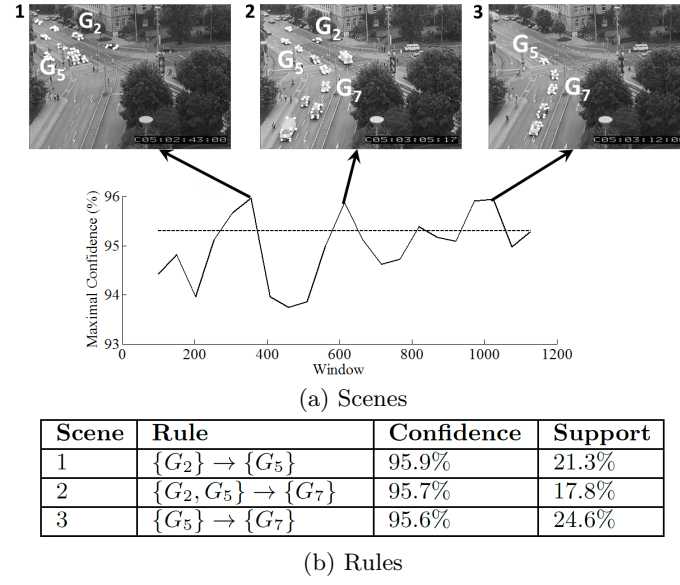 1
G2
G5
C05:02:43:00
2
G2
G5
G7
C05:03:05:17
3
G5
G7
C05:03:12:00
Maximal Confidence (%)
96
95
94
93
0 200 400 600 800 1000 1200
Window
(a) Scenes
Scene Rule Confidence Support
1 {G2} → {G5} 95.9% 21.3%
2 {G2, G5} → {G7} 95.7% 17.8%
3 {G5} → {G7} 95.6% 24.6%
(b) Rules